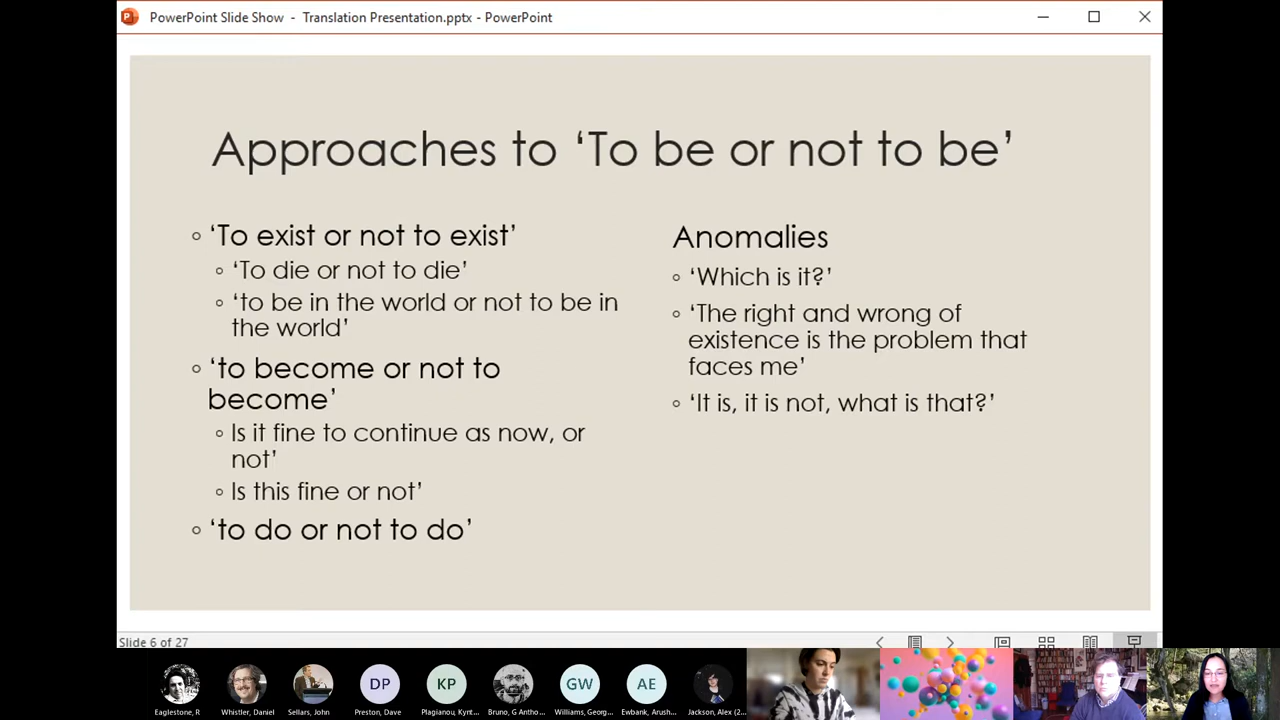 PowerPoint Slide Show - Translation Presentation.pptx - PowerPoint
Approaches to ‘To be or not to be’
‘To exist or not to exist’
‘To die or not to die’
‘to be in the world or not to be in
the world’
‘to become or not to
become’
Is it fine to continue as now, or
not’
Is this fine or not’
‘to do or not to do’
Anomalies
‘Which is it?’
‘The right and wrong of
existence is the problem that
faces me’
‘It is, it is not, what is that?’
Slide 6 of 27
DP
KP
GW
AE
Eaglestone, R
Whistler, Daniel
Sellars, John
Preston, Dave
Plagianou, Kynt...
Bruno, G Antho...
Williams, Georg...
Ewbank, Arush...
Jackson, Alex (2...